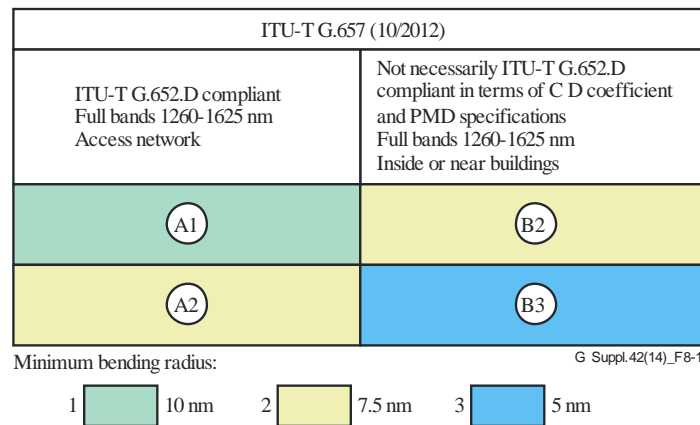 ITU-T G.657 (10/2012)
ITU-T G.652.D compliant
Full bands 1260-1625 nm
Access network
Not necessarily ITU-T G.652.D
compliant in terms of C D coefficient
and PMD specifications
Full bands 1260-1625 nm
Inside or near buildings
A1
B2
A2
B3
G Suppl.42(14)_F8-1
Minimum bending radius:
1 10 nm 2 7.5 nm 3 5 nm